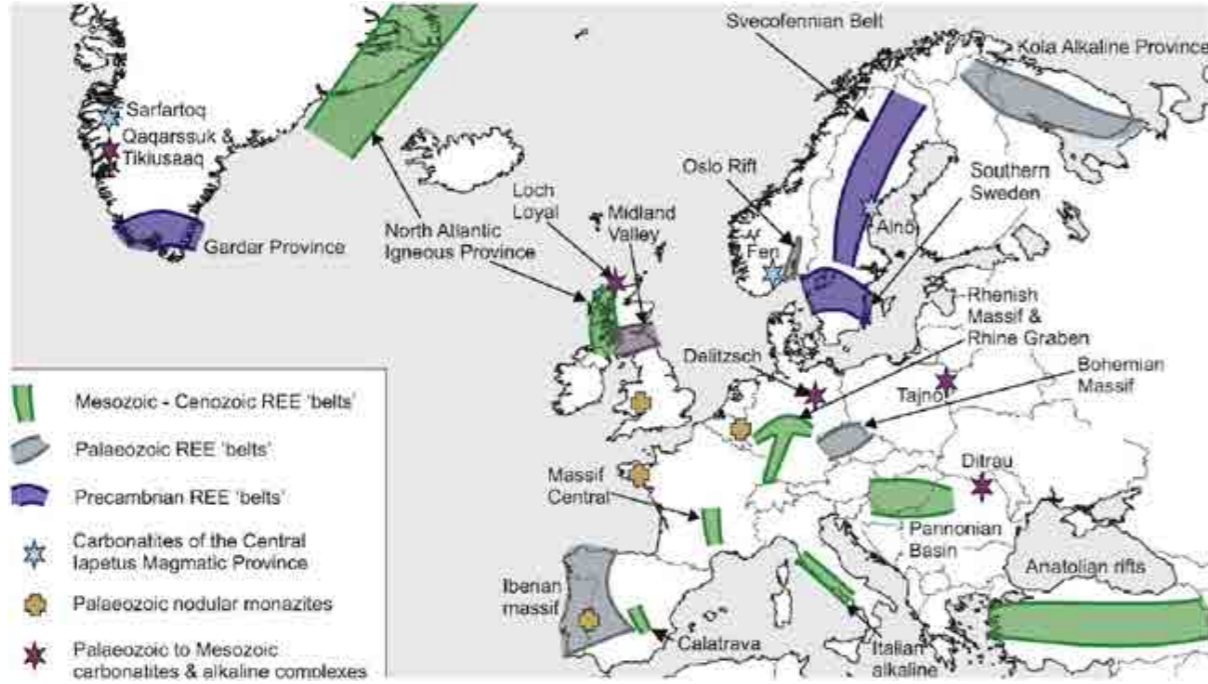 Svecofennian Belt
Kola Alkaline Province
Sarfartoq
Qaqarssuk &
Tikiusaaq
Gardar Province
North Atlantic
Igneous Province
Loch
Loyal
Midland
Valley
Oslo Rift
Fen
Alnö
Southern
Sweden
Rhenish
Massif &
Rhine Graben
Delitzsch
Tajno
Bohemian
Massif
Massif
Central
Ditrau
Pannonian
Basin
Anatolian rifts
Iberian
massif
Calatrava
Italian
alkaline
Mesozoic - Cenozoic REE 'belts'
Palaeozoic REE 'belts'
Precambrian REE 'belts'
Carbonatites of the Central
Iapetus Magmatic Province
Palaeozoic nodular monazites
Palaeozoic to Mesozoic
carbonatites & alkaline complexes